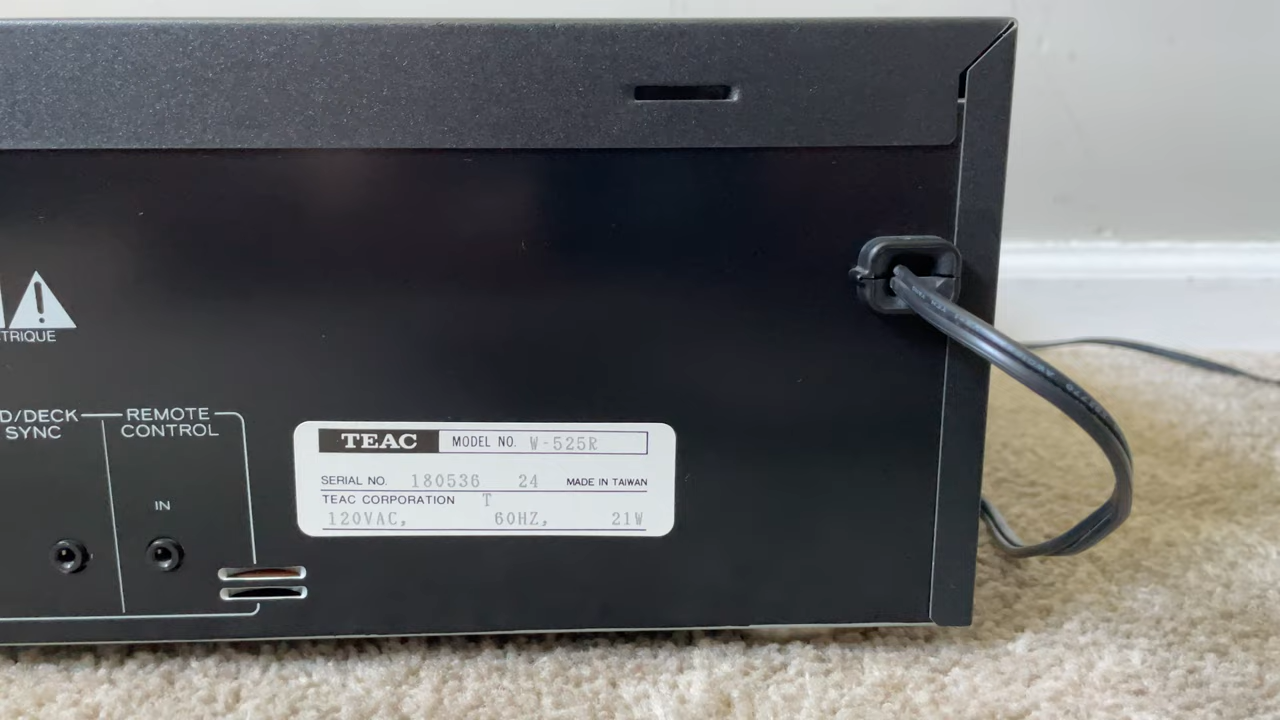 TRIQUE
D/DECK
SYNC
REMOTE
CONTROL
IN
TEAC MODEL NO. W-525R
SERIAL NO. 180536 24 MADE IN TAIWAN
TEAC CORPORATION T
120VAC, 60HZ, 21W